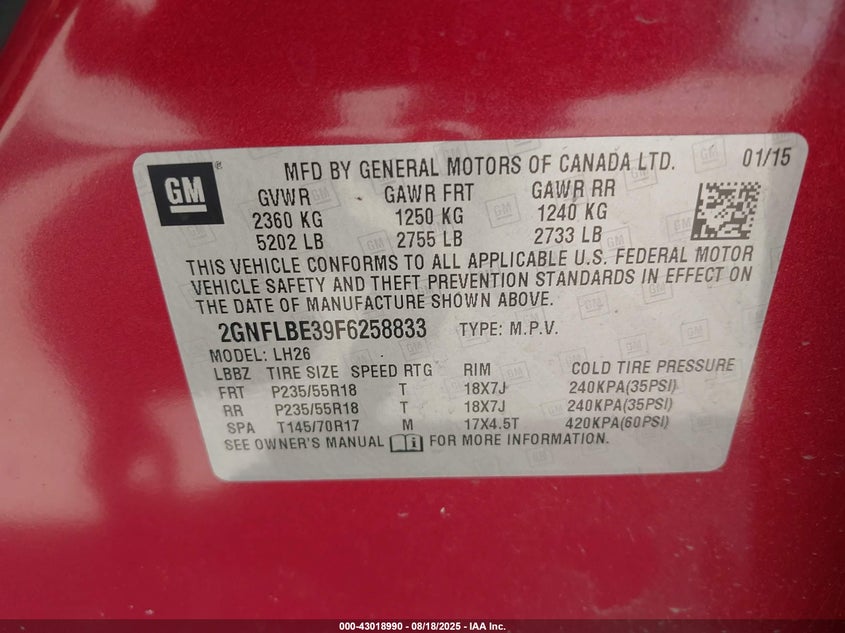 GM ® MFD BY GENERAL MOTORS OF CANADA LTD. 01/15
GVWR GAWR FRT GAWR RR
2360 KG 1250 KG 1240 KG
5202 LB 2755 LB 2733 LB
THIS VEHICLE CONFORMS TO ALL APPLICABLE U.S. FEDERAL MOTOR
VEHICLE SAFETY AND THEFT PREVENTION STANDARDS IN EFFECT ON
THE DATE OF MANUFACTURE SHOWN ABOVE.
2GNFLBE39F6258833 TYPE: M.P.V.
MODEL: LH26
LBBZ TIRE SIZE SPEED RTG RIM COLD TIRE PRESSURE
FRT P235/55R18 T 18X7J 240KPA(35PSI)
RR P235/55R18 T 18X7J 240KPA(35PSI)
SPA T145/70R17 M 17X4.5T 420KPA(60PSI)
SEE OWNER'S MANUAL FOR MORE INFORMATION.
000-43018990 - 08/18/2025 - IAA Inc.